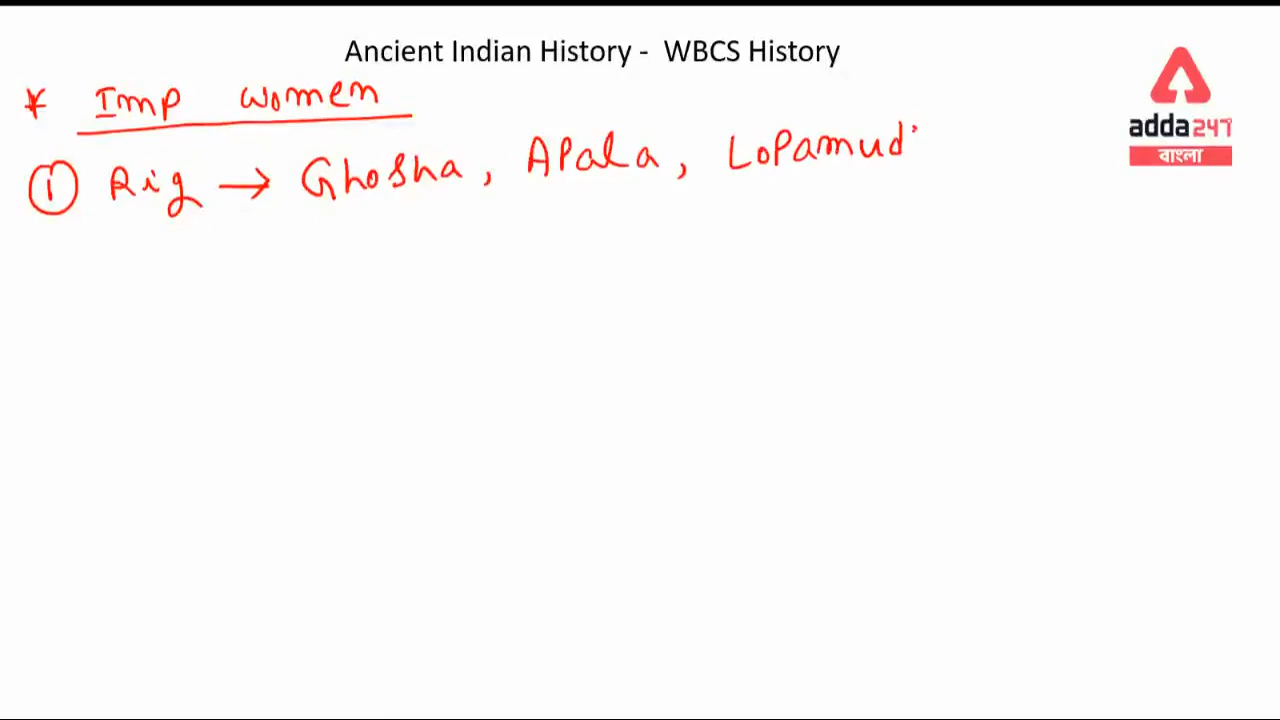 Ancient Indian History - WBCS History
* Imp women
adda247
বাংলা
① Rig → Ghosha, Apala, Lopamud